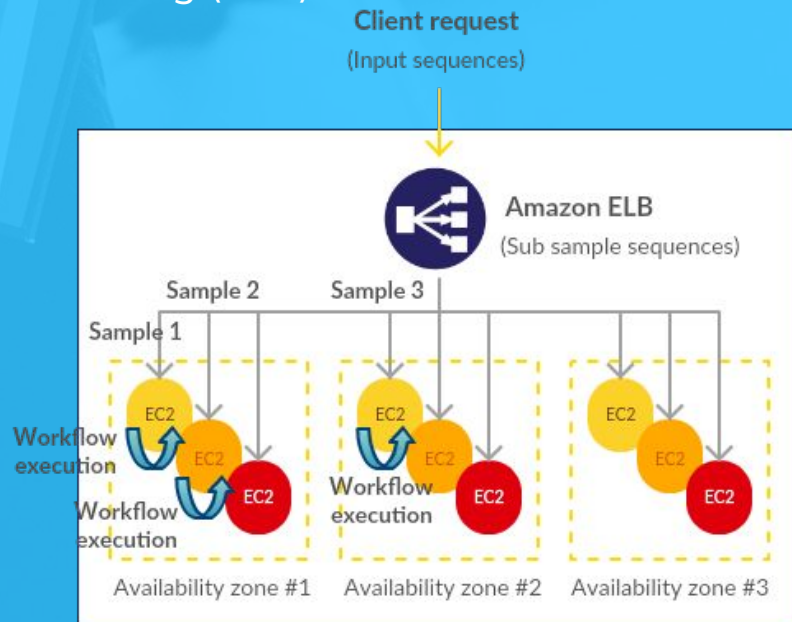 Client request
(Input sequences)
Amazon ELB
(Sub sample sequences)
Sample 2
Sample 3
Sample 1
EC2
EC2
EC2
Workflow
execution
Workflow
execution
EC2
EC2
EC2
Workflow
execution
EC2
EC2
EC2
Availability zone #1
Availability zone #2
Availability zone #3